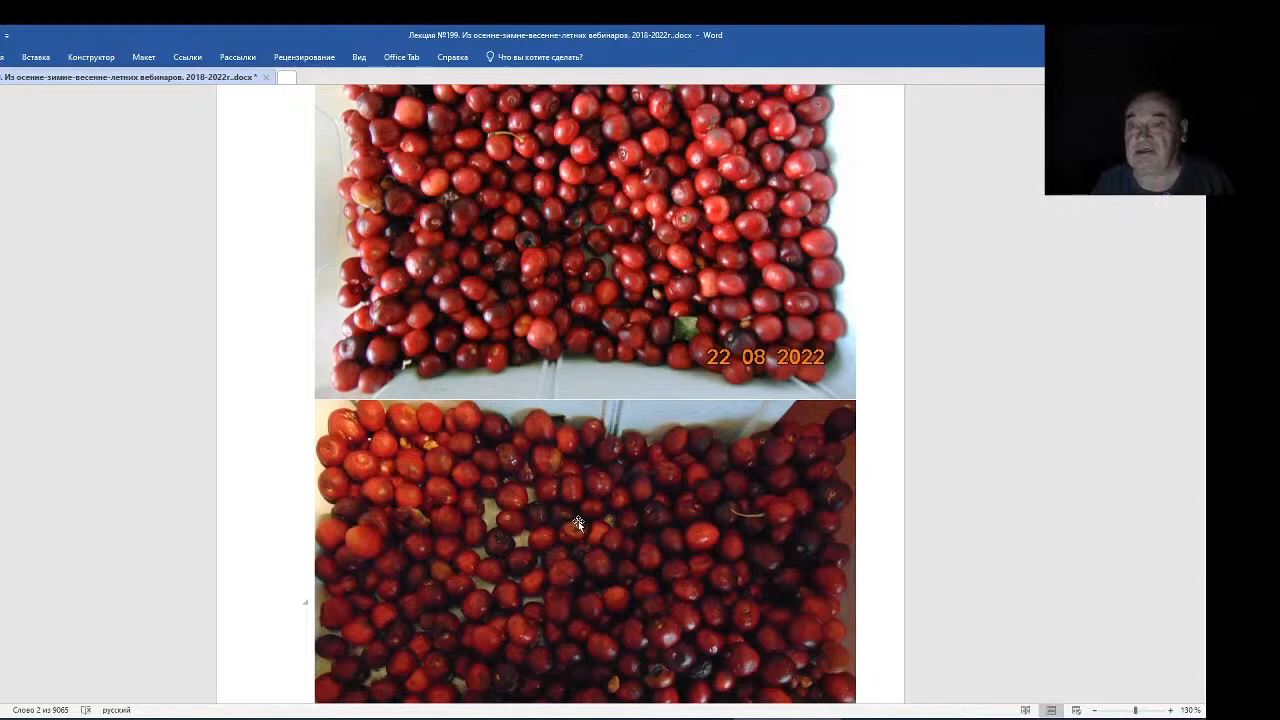 Лекция №199. Из осенне-зимне-весенне-летних вебинаров. 2018-2022г..docx - Word
Вставка Конструктор Макет Ссылки Рассылки Рецензирование Вид Office Tab Справка Что вы хотите сделать?
. Из осенне-зимне-весенне-летних вебинаров. 2018-2022г..docx *
22 08 2022
Слово 2 из 9065 русский 130 %